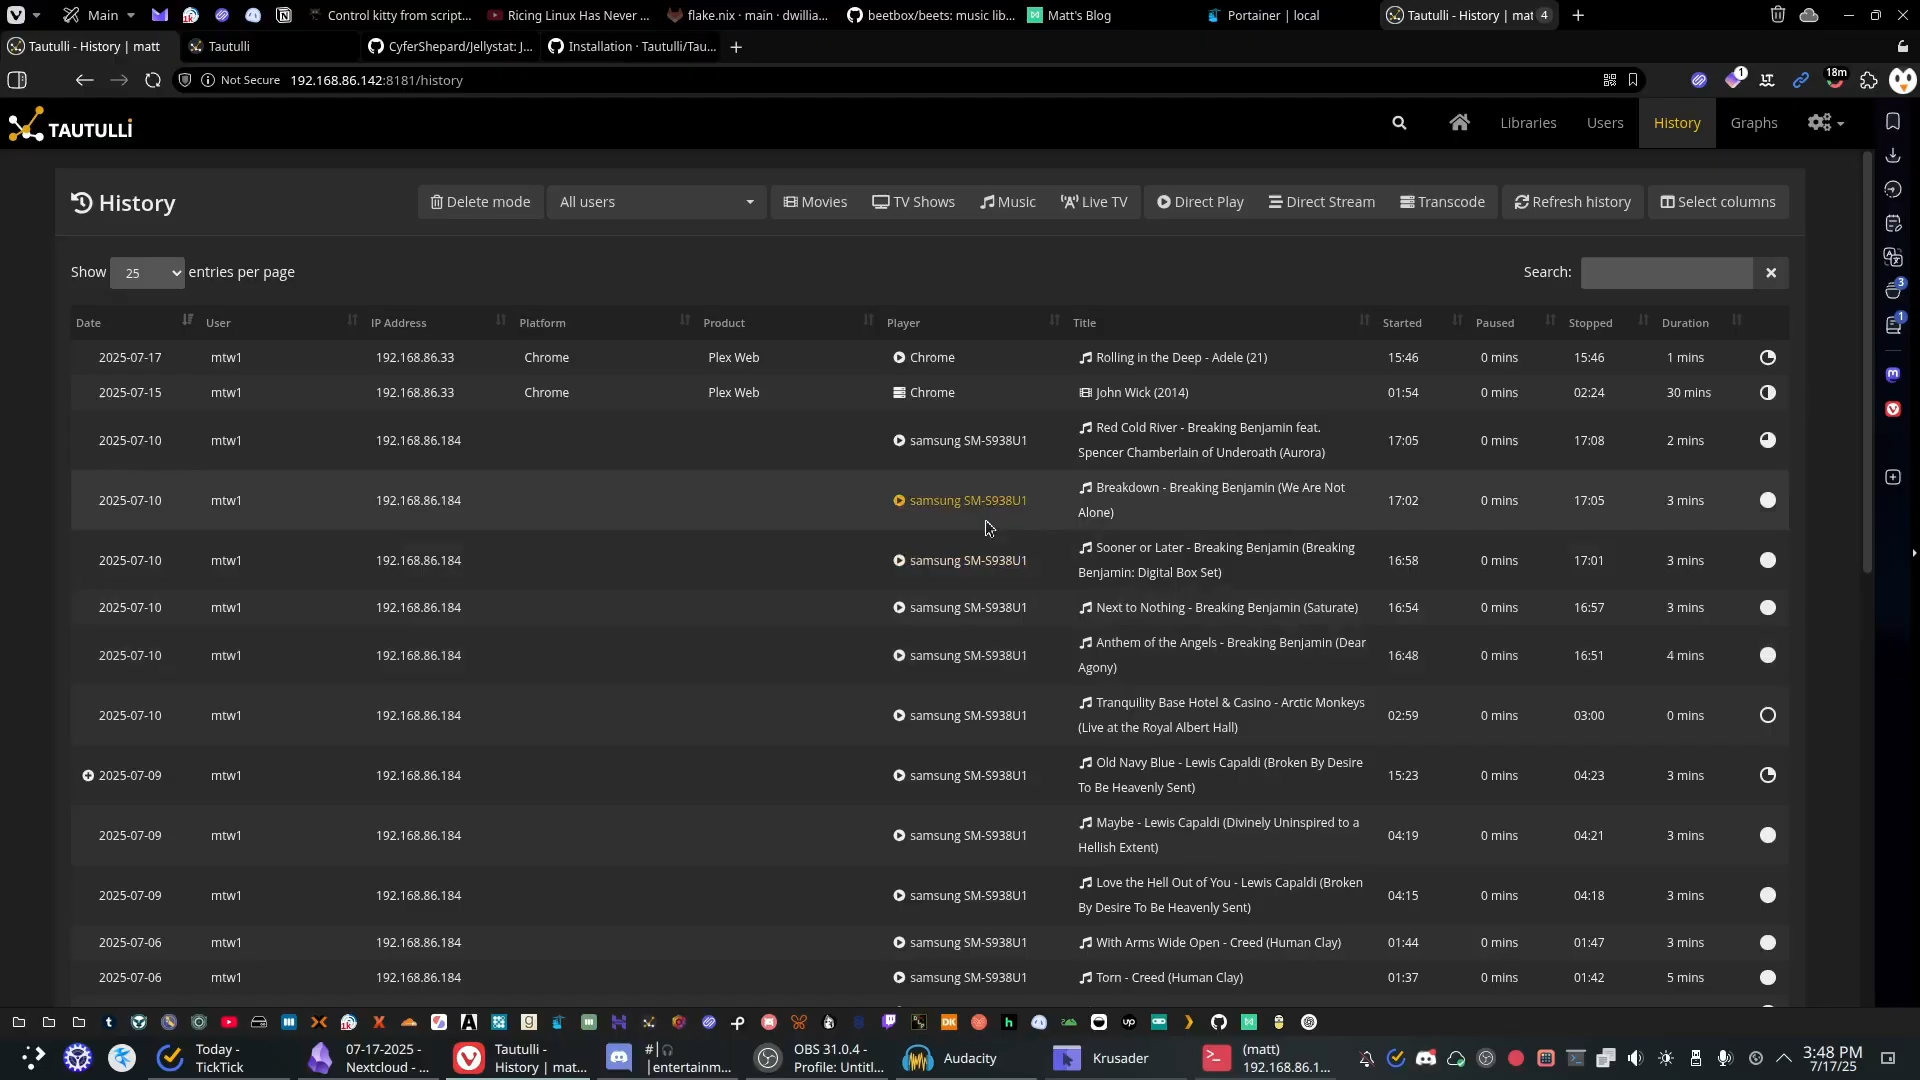 Main
Control kitty from script...
Ricing Linux Has Never ...
flake.nix · main · dwillia...
beetbox/beets: music lib...
Matt's Blog
Portainer | local
Tautulli - History | mat
4
Tautulli - History | matt
Tautulli
CyferShepard/Jellystat: J...
Installation · Tautulli/Tau...
Not Secure
192.168.86.142:8181/history
1
18m
TAUTULLI
Libraries
Users
History
Graphs
History
Delete mode
All users
Movies
TV Shows
Music
Live TV
Direct Play
Direct Stream
Transcode
Refresh history
Select columns
Show 25 entries per page
Search:
Date User IP Address Platform Product Player Title Started Paused Stopped Duration
2025-07-17 mtw1 192.168.86.33 Chrome Plex Web Chrome Rolling in the Deep - Adele (21) 15:46 0 mins 15:46 1 mins
2025-07-15 mtw1 192.168.86.33 Chrome Plex Web Chrome John Wick (2014) 01:54 0 mins 02:24 30 mins
2025-07-10 mtw1 192.168.86.184 samsung SM-S938U1 Red Cold River - Breaking Benjamin feat.
Spencer Chamberlain of Underoath (Aurora) 17:05 0 mins 17:08 2 mins
2025-07-10 mtw1 192.168.86.184 samsung SM-S938U1 Breakdown - Breaking Benjamin (We Are Not
Alone) 17:02 0 mins 17:05 3 mins
2025-07-10 mtw1 192.168.86.184 samsung SM-S938U1 Sooner or Later - Breaking Benjamin (Breaking
Benjamin: Digital Box Set) 16:58 0 mins 17:01 3 mins
2025-07-10 mtw1 192.168.86.184 samsung SM-S938U1 Next to Nothing - Breaking Benjamin (Saturate) 16:54 0 mins 16:57 3 mins
2025-07-10 mtw1 192.168.86.184 samsung SM-S938U1 Anthem of the Angels - Breaking Benjamin (Dear
Agony) 16:48 0 mins 16:51 4 mins
2025-07-10 mtw1 192.168.86.184 samsung SM-S938U1 Tranquility Base Hotel & Casino - Arctic Monkeys
(Live at the Royal Albert Hall) 02:59 0 mins 03:00 0 mins
2025-07-09 mtw1 192.168.86.184 samsung SM-S938U1 Old Navy Blue - Lewis Capaldi (Broken By Desire
To Be Heavenly Sent) 15:23 0 mins 04:23 3 mins
2025-07-09 mtw1 192.168.86.184 samsung SM-S938U1 Maybe - Lewis Capaldi (Divinely Uninspired to a
Hellish Extent) 04:19 0 mins 04:21 3 mins
2025-07-09 mtw1 192.168.86.184 samsung SM-S938U1 Love the Hell Out of You - Lewis Capaldi (Broken
By Desire To Be Heavenly Sent) 04:15 0 mins 04:18 3 mins
2025-07-06 mtw1 192.168.86.184 samsung SM-S938U1 With Arms Wide Open - Creed (Human Clay) 01:44 0 mins 01:47 3 mins
2025-07-06 mtw1 192.168.86.184 samsung SM-S938U1 Torn - Creed (Human Clay) 01:37 0 mins 01:42 5 mins
3
1
Today -
TickTick
07-17-2025 -
Nextcloud - ...
Tautulli -
History | mat...
#|
|entertainm...
OBS 31.0.4 -
Profile: Untitl...
Audacity
Krusader
(matt)
192.168.86.1...
3:48 PM
7/17/25